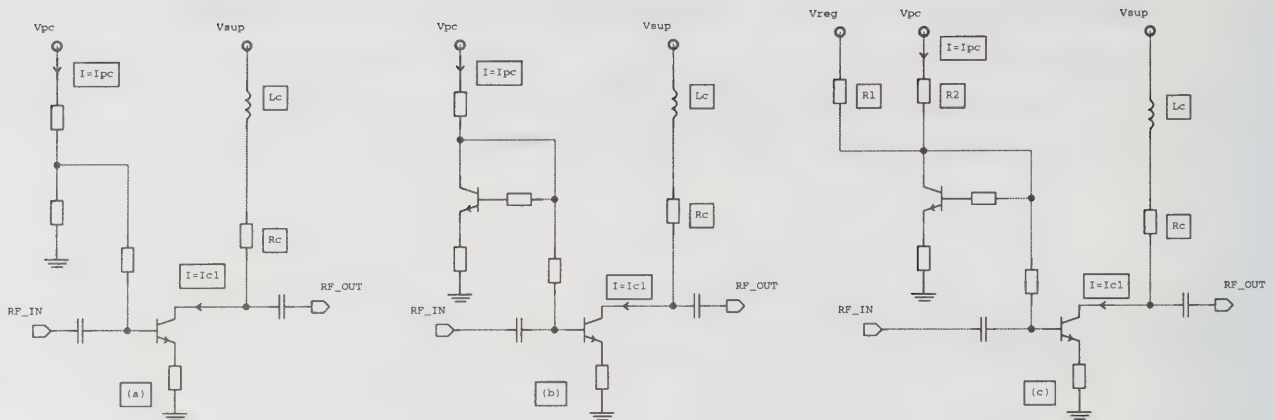 Vpc
Vsup
I=Ipc
Lc
Rc
I=Ic1
RF_OUT
RF_IN
(a)
Vpc
Vsup
I=Ipc
Lc
Rc
I=Ic1
RF_OUT
RF_IN
(b)
Vreg
Vpc
Vsup
I=Ipc
R1
R2
Lc
Rc
I=Ic1
RF_OUT
RF_IN
(c)